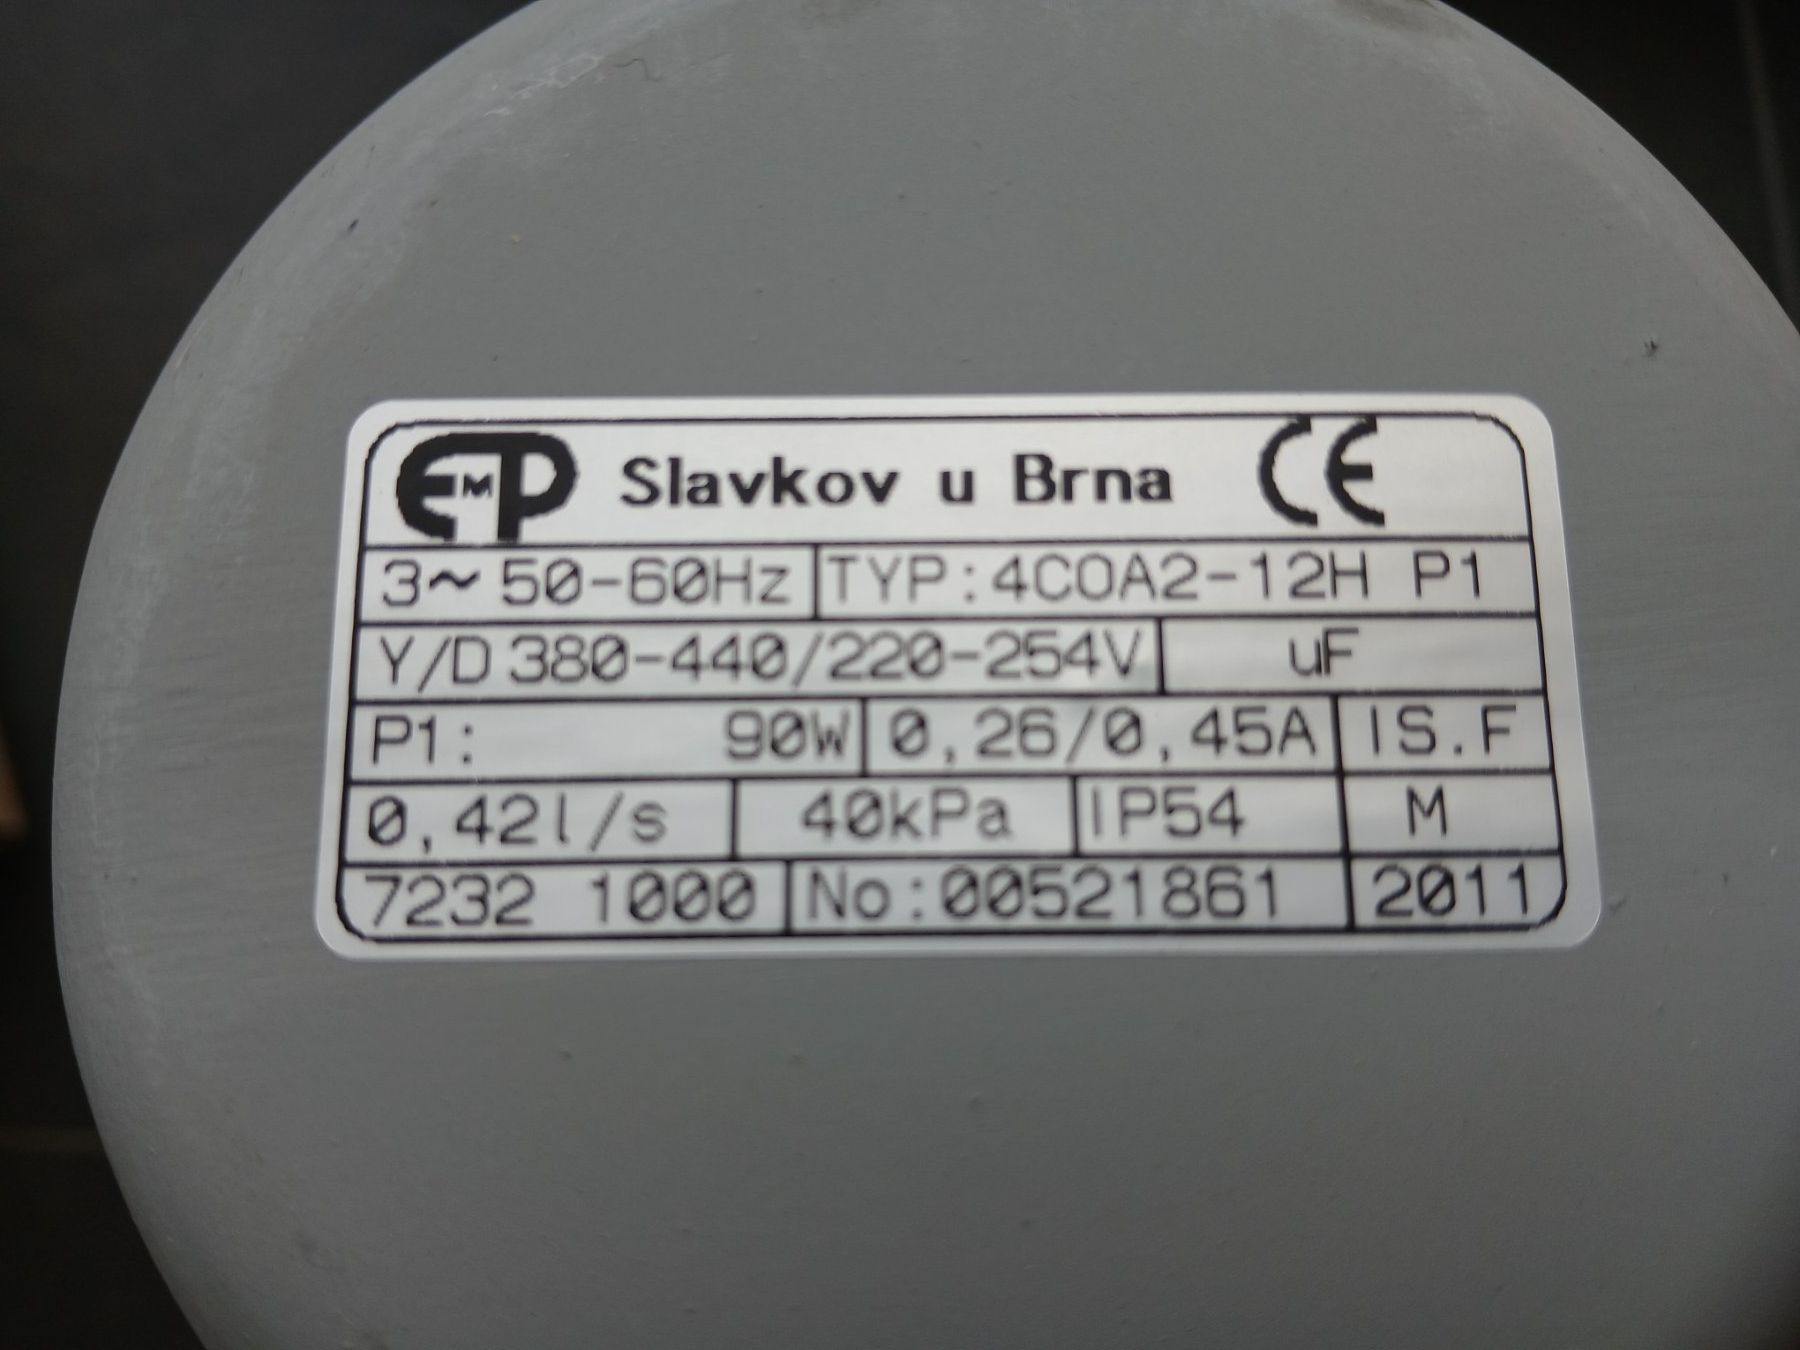 EMP Slavkov u Brna CE
3~ 50-60Hz TYP:4COA2-12H P1
Y/D 380-440/220-254V uF
P1: 90W 0,26/0,45A IS.F
0,42l/s 40kPa IP54 M
7232 1000 No:00521861 2011